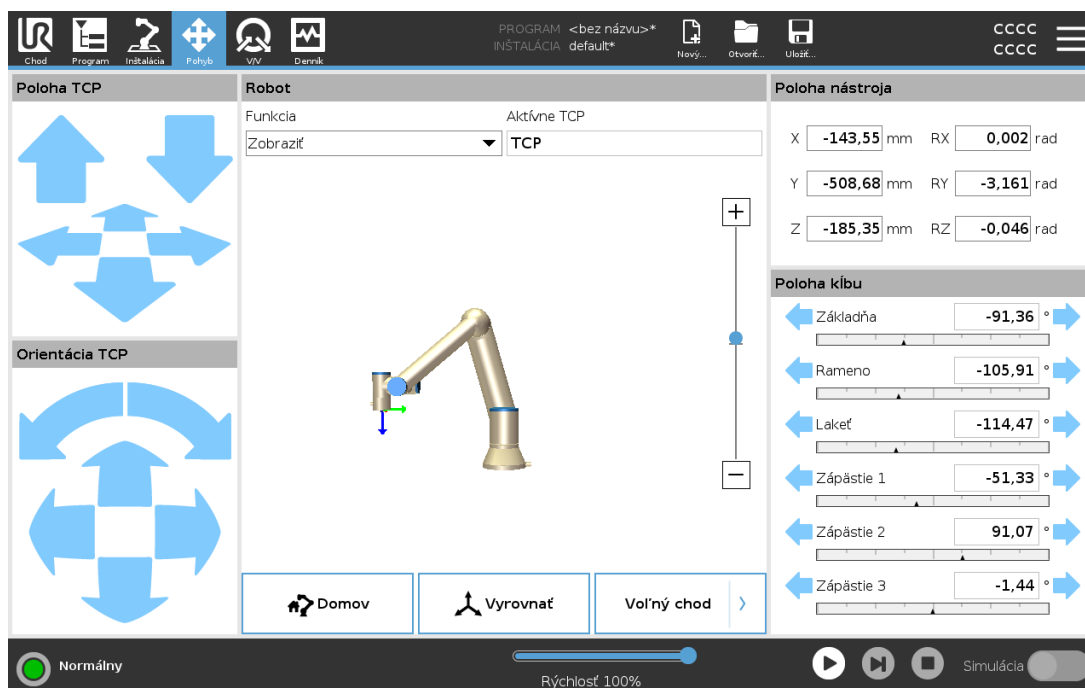 UR
PROGRAM <bez názvu>*
INŠTALÁCIA default*
CCCC
CCCC
Chod Program Inštalácia Pohyb V/V Denník Nový... Otvoriť... Uložiť...
Poloha TCP
Robot
Funkcia
Aktívne TCP
Zobraziť
TCP
+
−
Orientácia TCP
Domov
Vyrovnať
Voľný chod
Poloha nástroja
X -143,55 mm RX 0,002 rad
Y -508,68 mm RY -3,161 rad
Z -185,35 mm RZ -0,046 rad
Poloha kĺbu
Základňa -91,36 °
Rameno -105,91 °
Lakeť -114,47 °
Zápästie 1 -51,33 °
Zápästie 2 91,07 °
Zápästie 3 -1,44 °
Normálny
Rýchlosť 100%
Simulácia